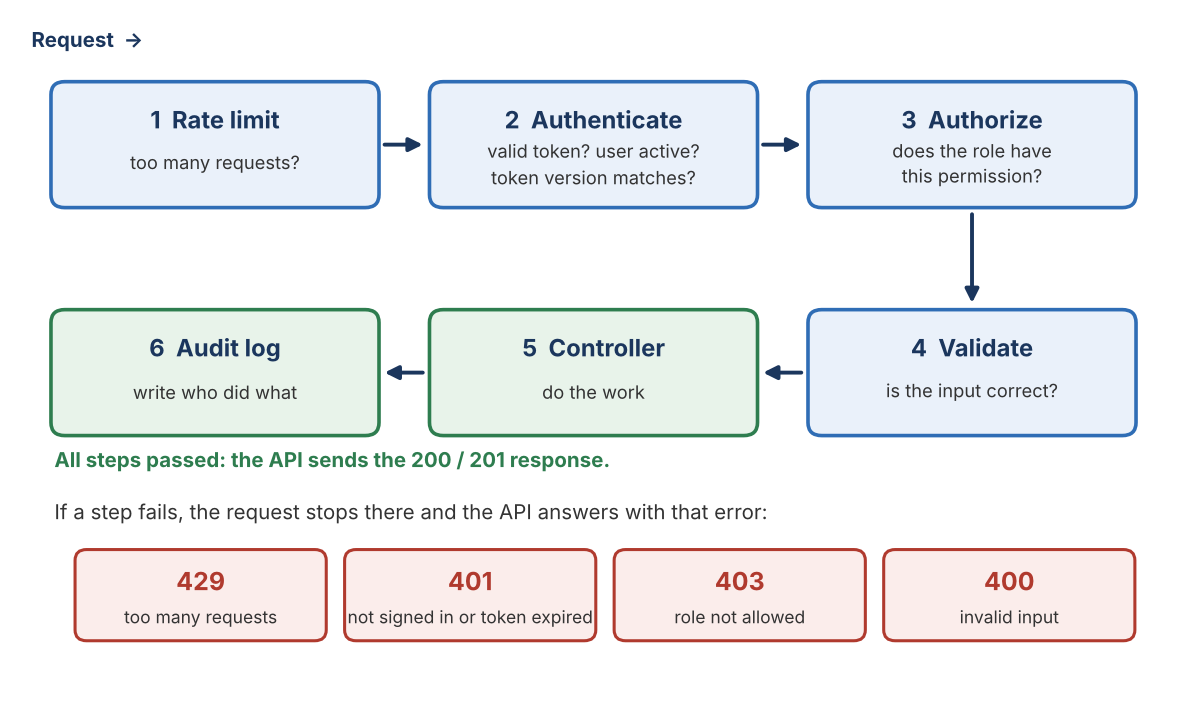 Request →
1 Rate limit
too many requests?
2 Authenticate
valid token? user active?
token version matches?
3 Authorize
does the role have
this permission?
6 Audit log
write who did what
5 Controller
do the work
4 Validate
is the input correct?
All steps passed: the API sends the 200 / 201 response.
If a step fails, the request stops there and the API answers with that error:
429
too many requests
401
not signed in or token expired
403
role not allowed
400
invalid input